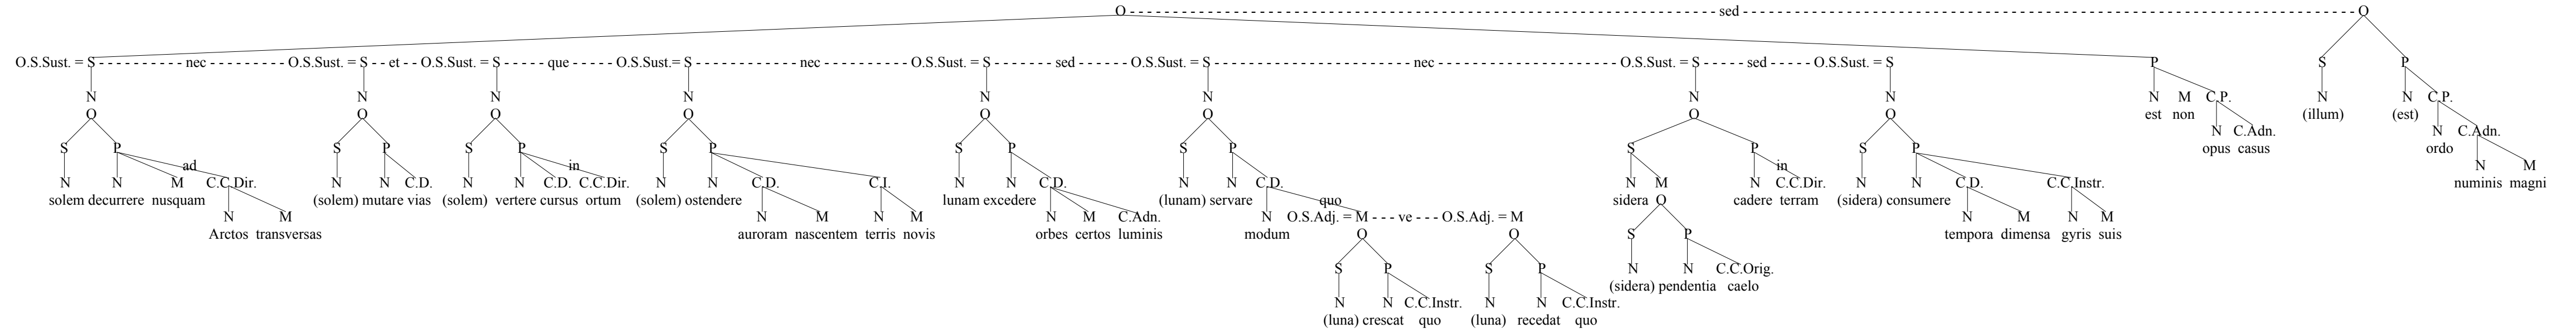 O sed O
O.S.Sust. = S nec O.S.Sust. = S et O.S.Sust. = S que O.S.Sust.= S nec O.S.Sust. = S sed O.S.Sust. = S nec O.S.Sust. = S sed O.S.Sust. = S P S P
N N N N N N N N N M C.P. N N C.P.
est non (illum) (est)
O O O O O O O O
N C.Adn. N C.Adn.
opus casus ordo
S P S P S P S P S P S P S P S P
ad in in N M
N N M C.C.Dir. N N C.D. N N C.D. C.C.Dir. N N C.D. C.I. N N C.D. N N C.D. N M N C.C.Dir. N N C.D. C.C.Instr. numinis magni
solem decurrere nusquam (solem) mutare vias (solem) vertere cursus ortum (solem) ostendere lunam excedere (lunam) servare quo sidera O cadere terram (sidera) consumere
N M N M N M N M C.Adn. N O.S.Adj. = M ve O.S.Adj. = M N M N M
Arctos transversas auroram nascentem terris novis orbes certos luminis modum O O S P tempora dimensa gyris suis
S P S P N N C.C.Orig.
(sidera) pendentia caelo
N N C.C.Instr. N N C.C.Instr.
(luna) crescat quo (luna) recedat quo